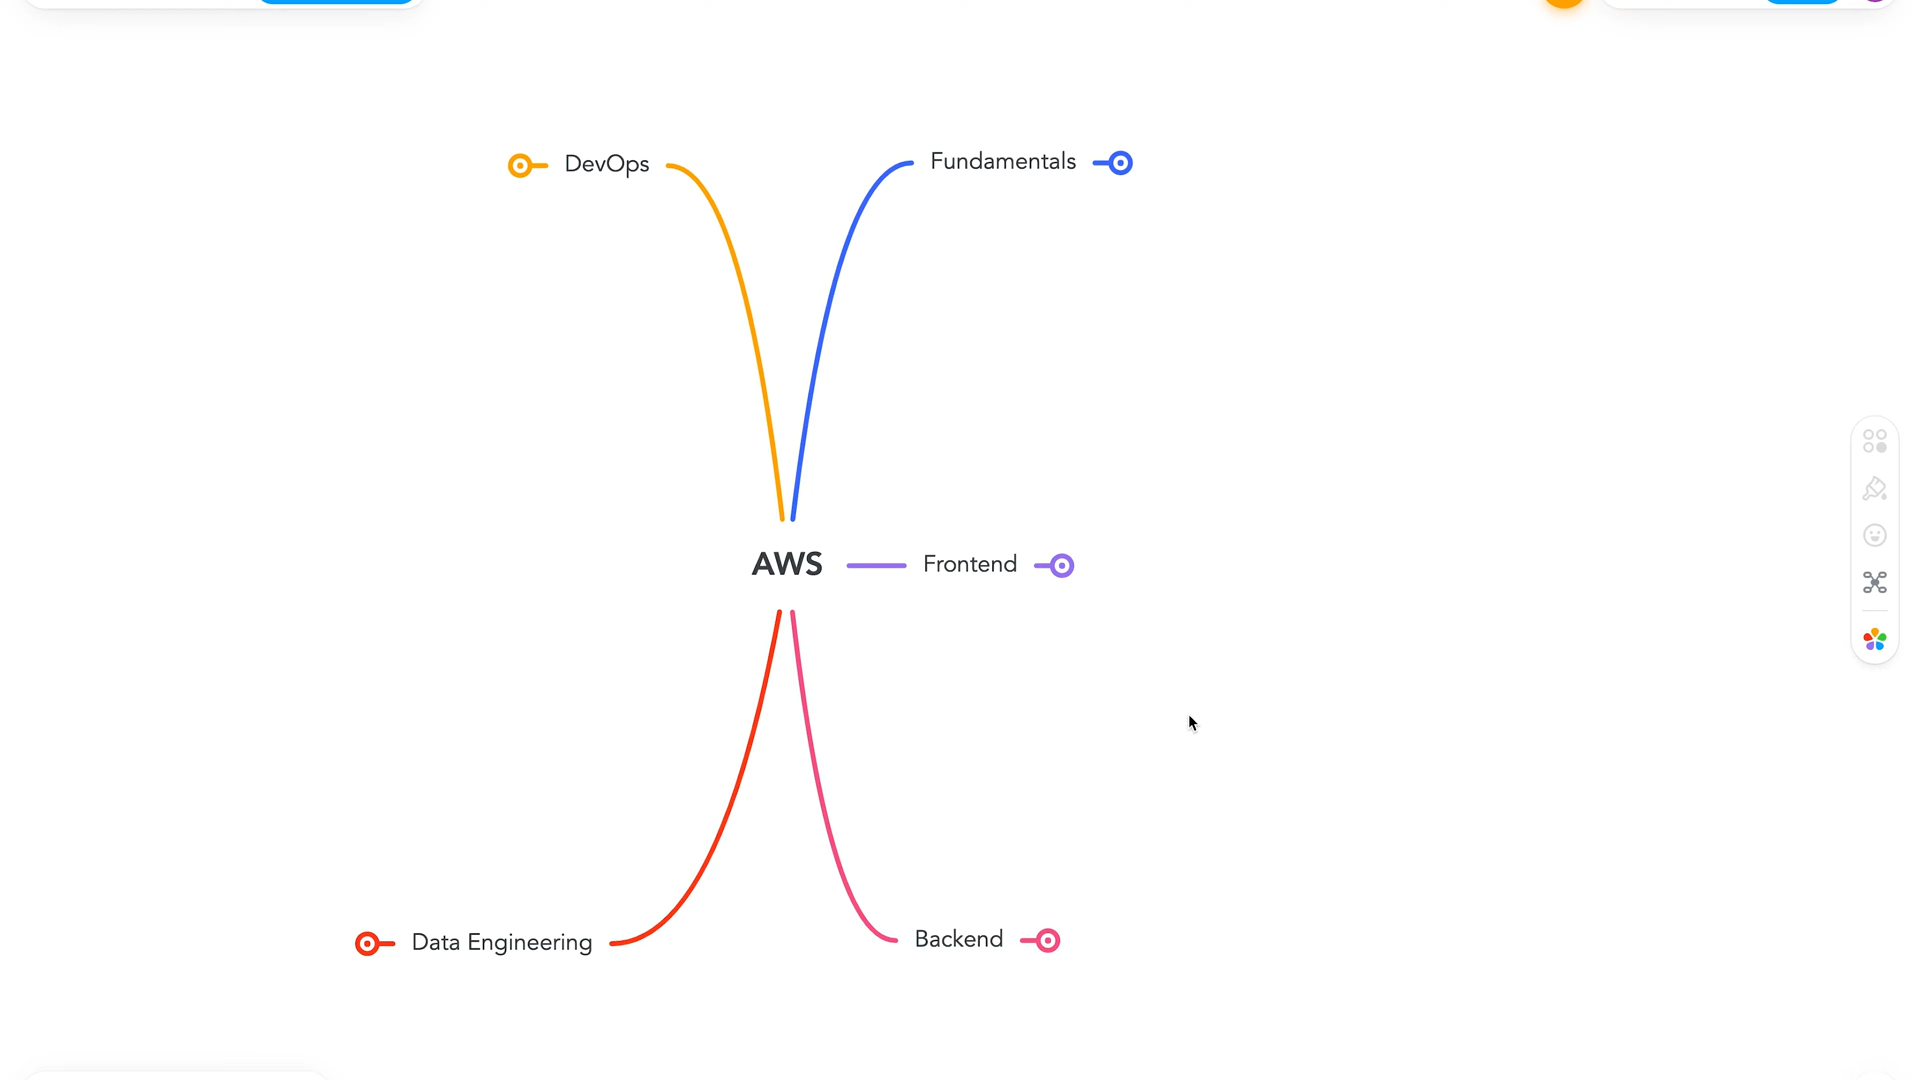 DevOps
Fundamentals
AWS
Frontend
Data Engineering
Backend